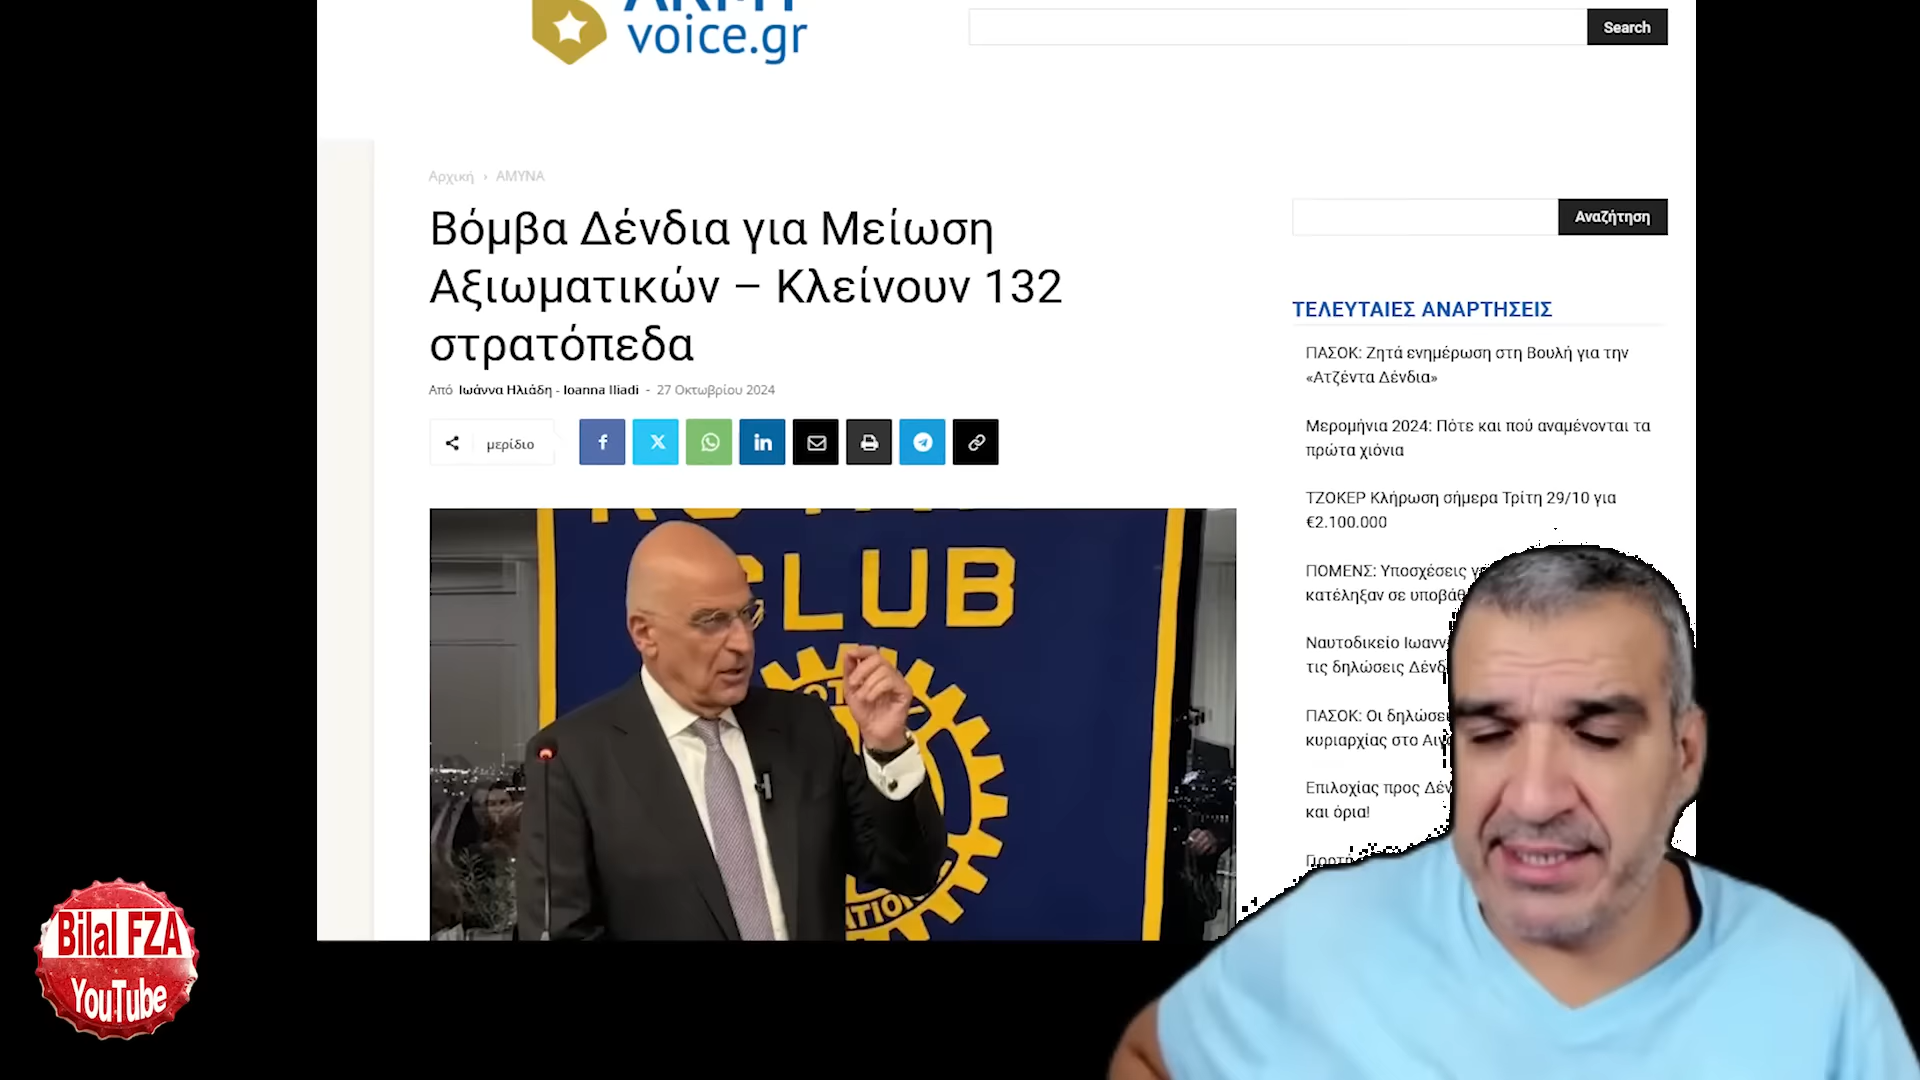 voice.gr
Search
Αρχική › ΑΜΥΝΑ
Βόμβα Δένδια για Μείωση
Αξιωματικών – Κλείνουν 132
στρατόπεδα
Από Ιωάννα Ηλιάδη - Ioanna Iliadi - 27 Οκτωβρίου 2024
μερίδιο
CLUB
Αναζήτηση
ΤΕΛΕΥΤΑΙΕΣ ΑΝΑΡΤΗΣΕΙΣ
ΠΑΣΟΚ: Ζητά ενημέρωση στη Βουλή για την
«Ατζέντα Δένδια»
Μερομήνια 2024: Πότε και πού αναμένονται τα
πρώτα χιόνια
ΤΖΟΚΕΡ Κλήρωση σήμερα Τρίτη 29/10 για
€2.100.000
ΠΟΜΕΝΣ: Υποσχέσεις
κατέληξαν σε
Ναυτοδικείο
τις δηλώσεις
ΠΑΣΟΚ: Οι
κυριαρχίας στο
Επιλοχίας προς
και όρια!
Bilal FZA
YouTube